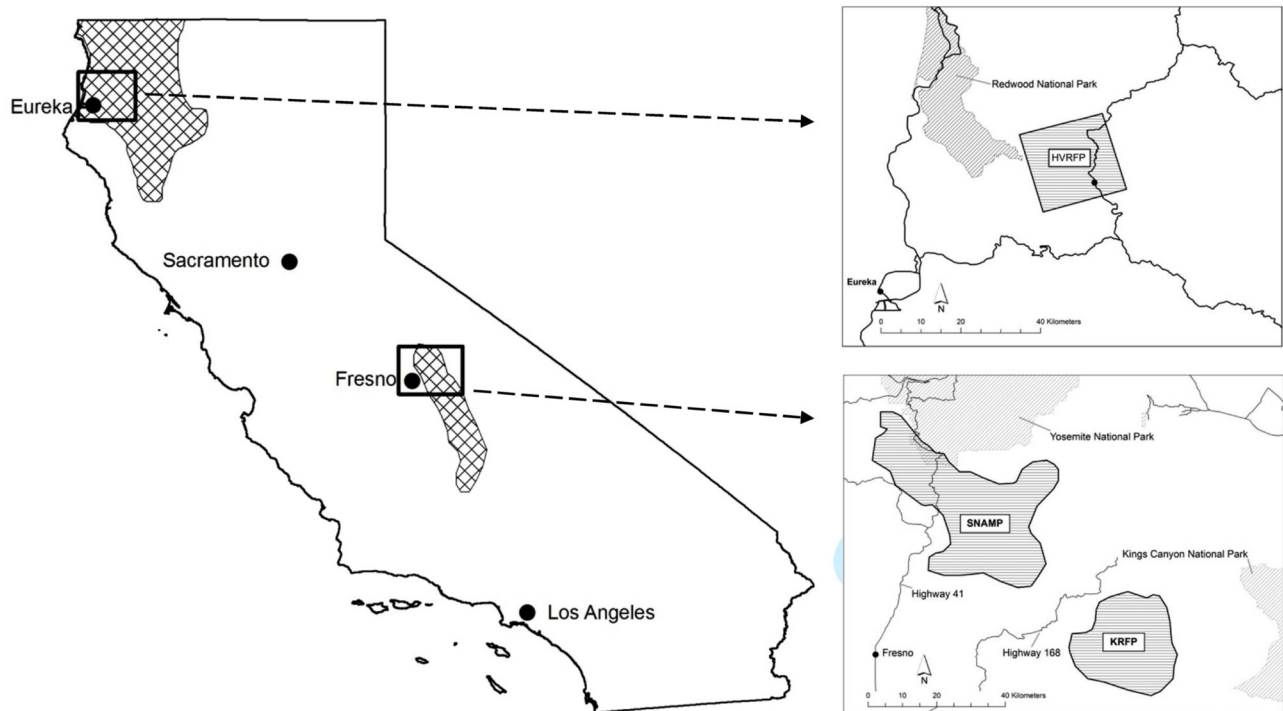 Eureka
Sacramento
Fresno
Los Angeles
Redwood National Park
HVRFP
Eureka
N
0 10 20 40 Kilometers
Yosemite National Park
SNAMP
Kings Canyon National Park
Highway 41
KRFP
Highway 168
Fresno
N
0 10 20 40 Kilometers